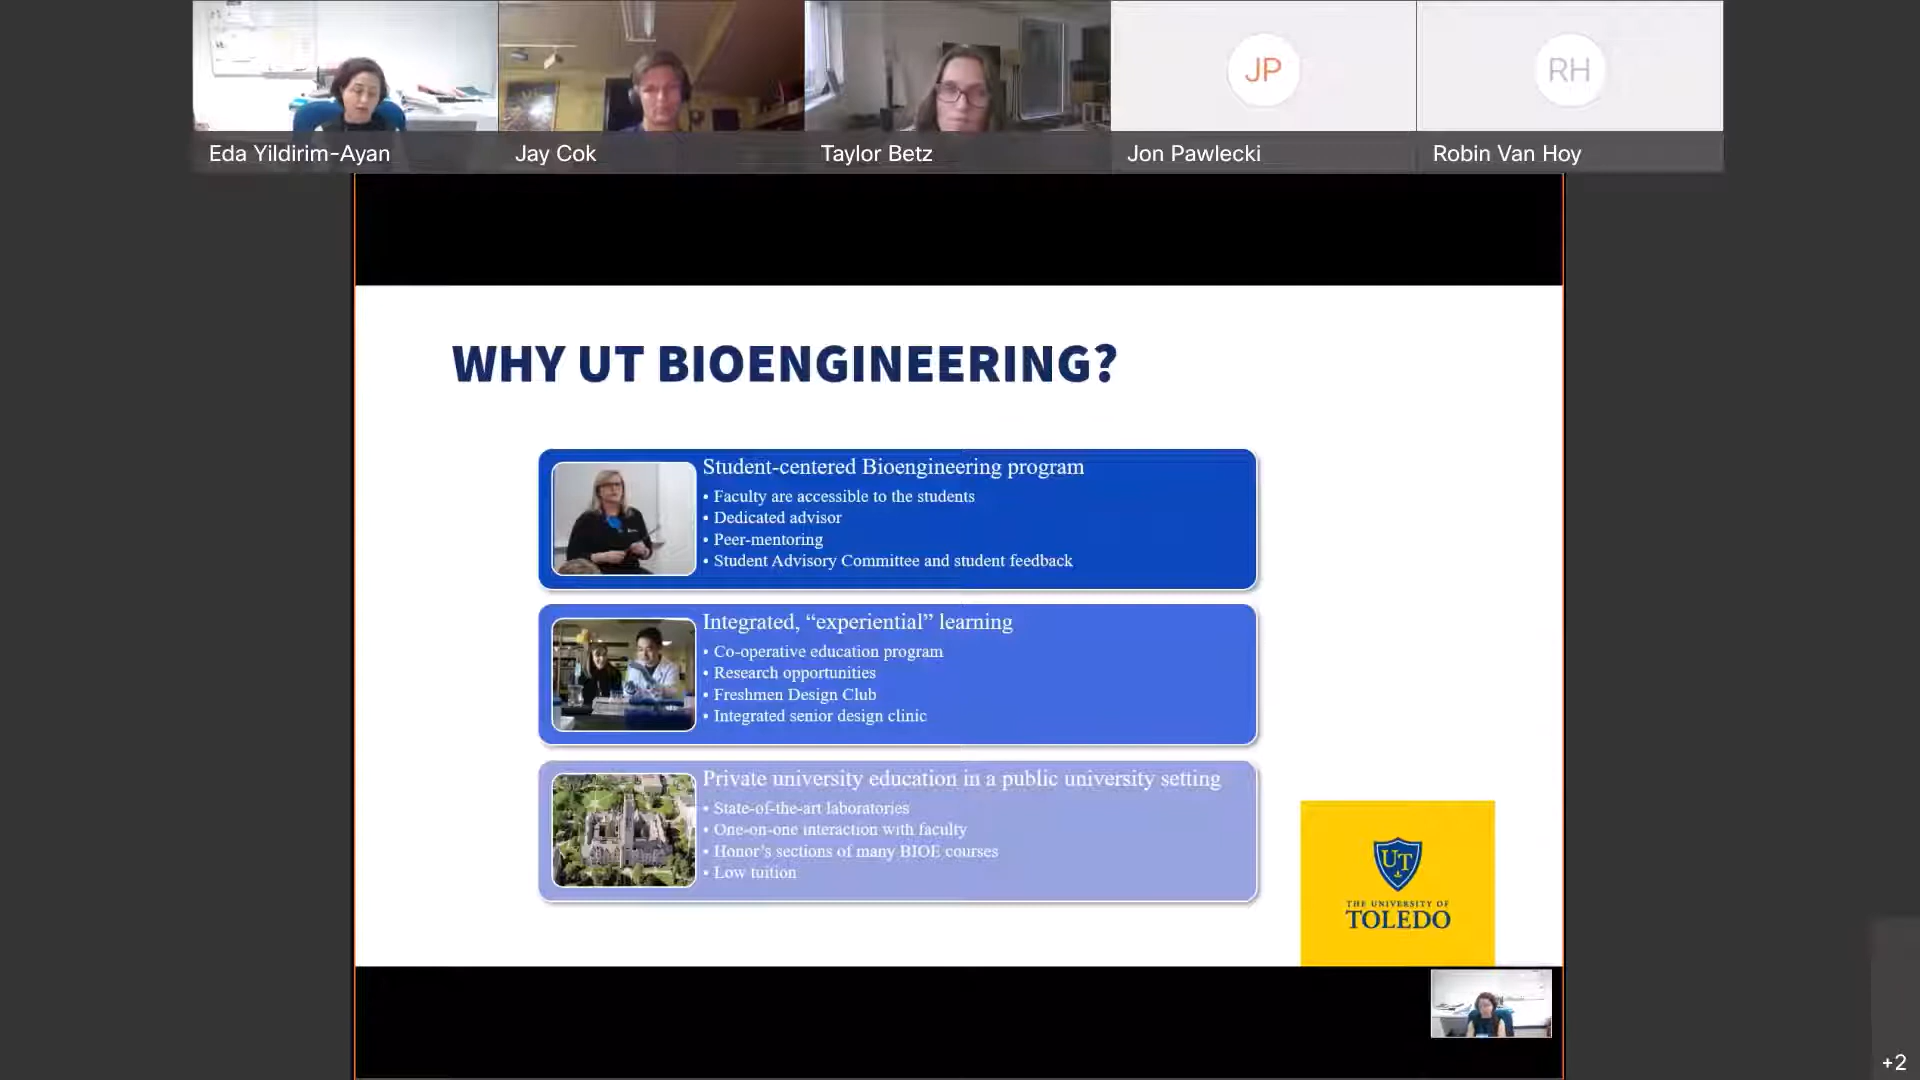 Eda Yildirim-Ayan
Jay Cok
Taylor Betz
JP
Jon Pawlecki
RH
Robin Van Hoy
WHY UT BIOENGINEERING?
Student-centered Bioengineering program
• Faculty are accessible to the students
• Dedicated advisor
• Peer-mentoring
• Student Advisory Committee and student feedback
Integrated, “experiential” learning
• Co-operative education program
• Research opportunities
• Freshmen Design Club
• Integrated senior design clinic
Private university education in a public university setting
• State-of-the-art laboratories
• One-on-one interaction with faculty
• Honor’s sections of many BIOE courses
• Low tuition
UT
THE UNIVERSITY OF
TOLEDO
+2